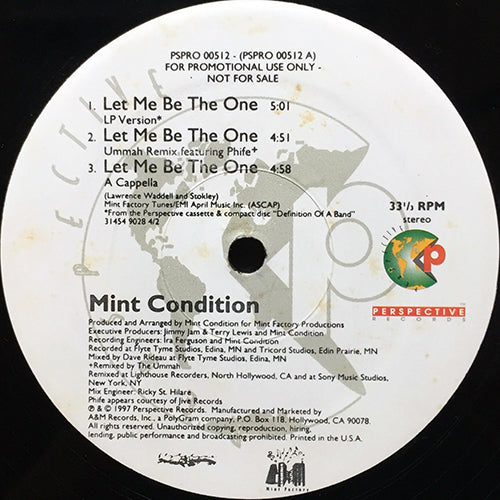 PSPRO 00512 - (PSPRO 00512 A)
FOR PROMOTIONAL USE ONLY -
NOT FOR SALE
1. Let Me Be The One 5:01
LP Version*
2. Let Me Be The One 4:51
Ummah Remix featuring Phife+
3. Let Me Be The One 4:58
A Cappella
(Lawrence Waddell and Stokley)
Mint Factory Tunes/EMI April Music Inc. (ASCAP)
*From the Perspective cassette & compact disc "Definition Of A Band"
31454 9028 4/2
33⅓ RPM
stereo
P
PERSPECTIVE™
RECORDS
PECTIVE
P
Mint Condition
Produced and Arranged by Mint Condition for Mint Factory Productions
Executive Producers: Jimmy Jam & Terry Lewis and Mint Condition
Recording Engineers: Ira Ferguson and Mint Condition
Recorded at Flyte Tyme Studios, Edina, MN and Tricord Studios, Edin Prairie, MN
Mixed by Dave Rideau at Flyte Tyme Studios, Edina, MN
+Remixed by The Ummah
Remixed at Lighthouse Recorders, North Hollywood, CA and at Sony Music Studios,
New York, NY
Mix Engineer: Ricky St. Hilare
Phife appears courtesy of Jive Records
℗ & © 1997 Perspective Records. Manufactured and Marketed by
A&M Records, Inc., a PolyGram company, P.O. Box 118, Hollywood, CA 90078.
All rights reserved. Unauthorized copying, reproduction, hiring,
lending, public performance and broadcasting prohibited. Printed in the U.S.A.
Mint Factory